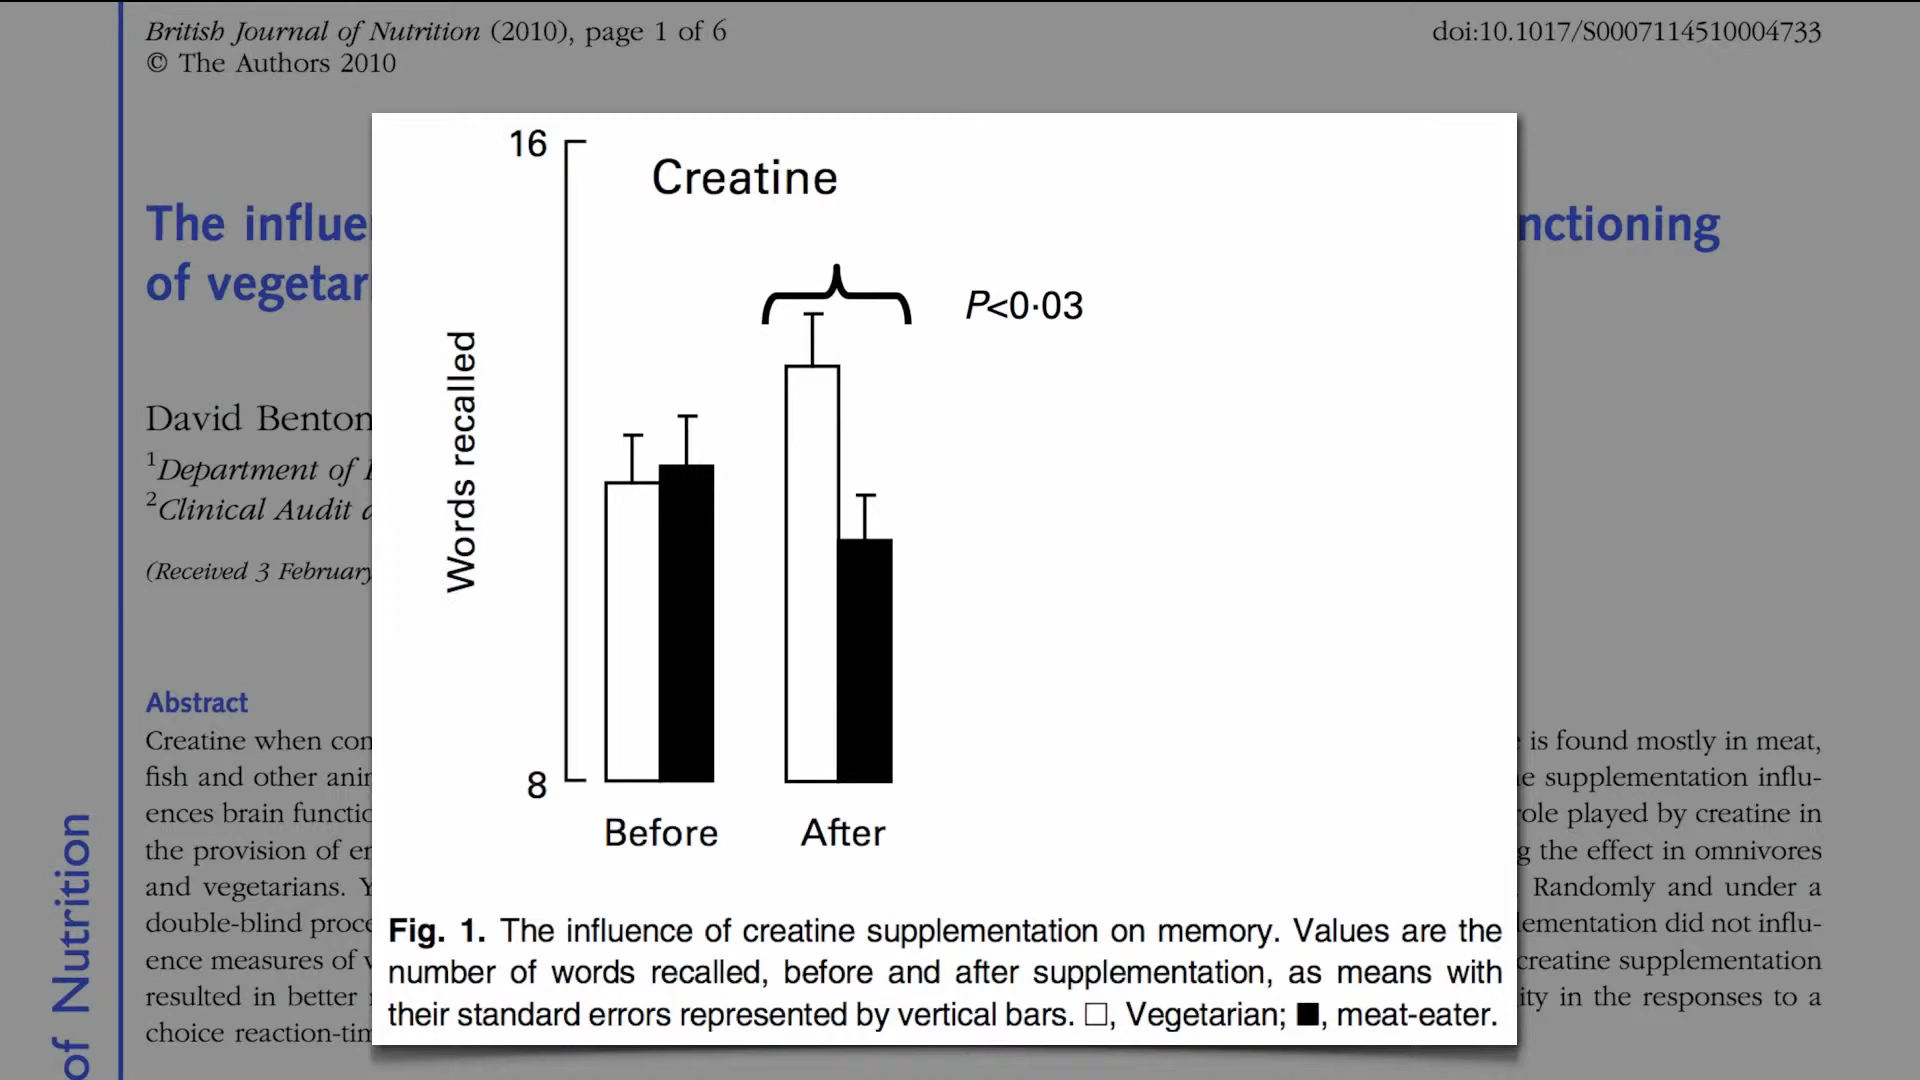 British Journal of Nutrition (2010), page 1 of 6
doi:10.1017/S0007114510004733
© The Authors 2010
The influe
nctioning
of vegetar
David Benton
1Department of
2Clinical Audit
(Received 3 February
Abstract
Creatine when con
is found mostly in meat,
fish and other anir
e supplementation influ-
ences brain functio
role played by creatine in
the provision of en
g the effect in omnivores
and vegetarians. Y
Randomly and under a
double-blind proce
lementation did not influ-
ence measures of v
creatine supplementation
resulted in better
ity in the responses to a
choice reaction-tim
of Nutrition
16
Creatine
P<0·03
Words recalled
8
Before After
Fig. 1. The influence of creatine supplementation on memory. Values are the
number of words recalled, before and after supplementation, as means with
their standard errors represented by vertical bars. □, Vegetarian; ■, meat-eater.